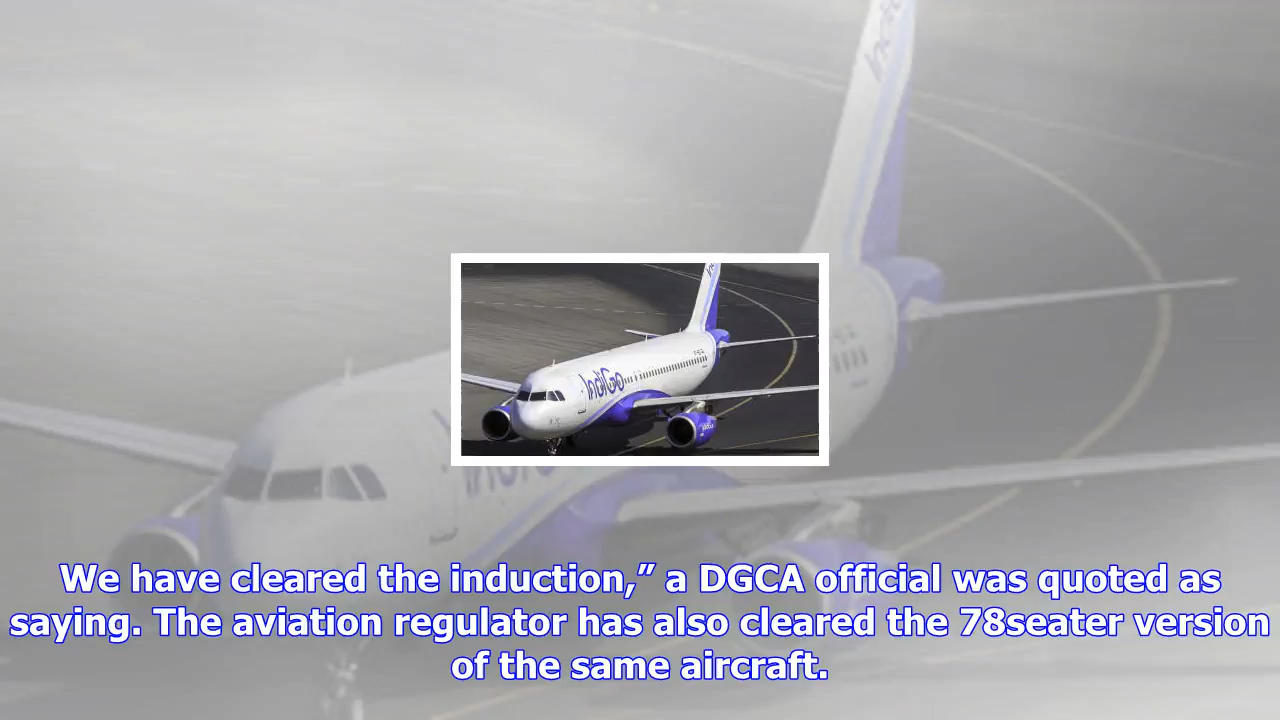 IndiGo
We have cleared the induction,” a DGCA official was quoted as
saying. The aviation regulator has also cleared the 78seater version
of the same aircraft.